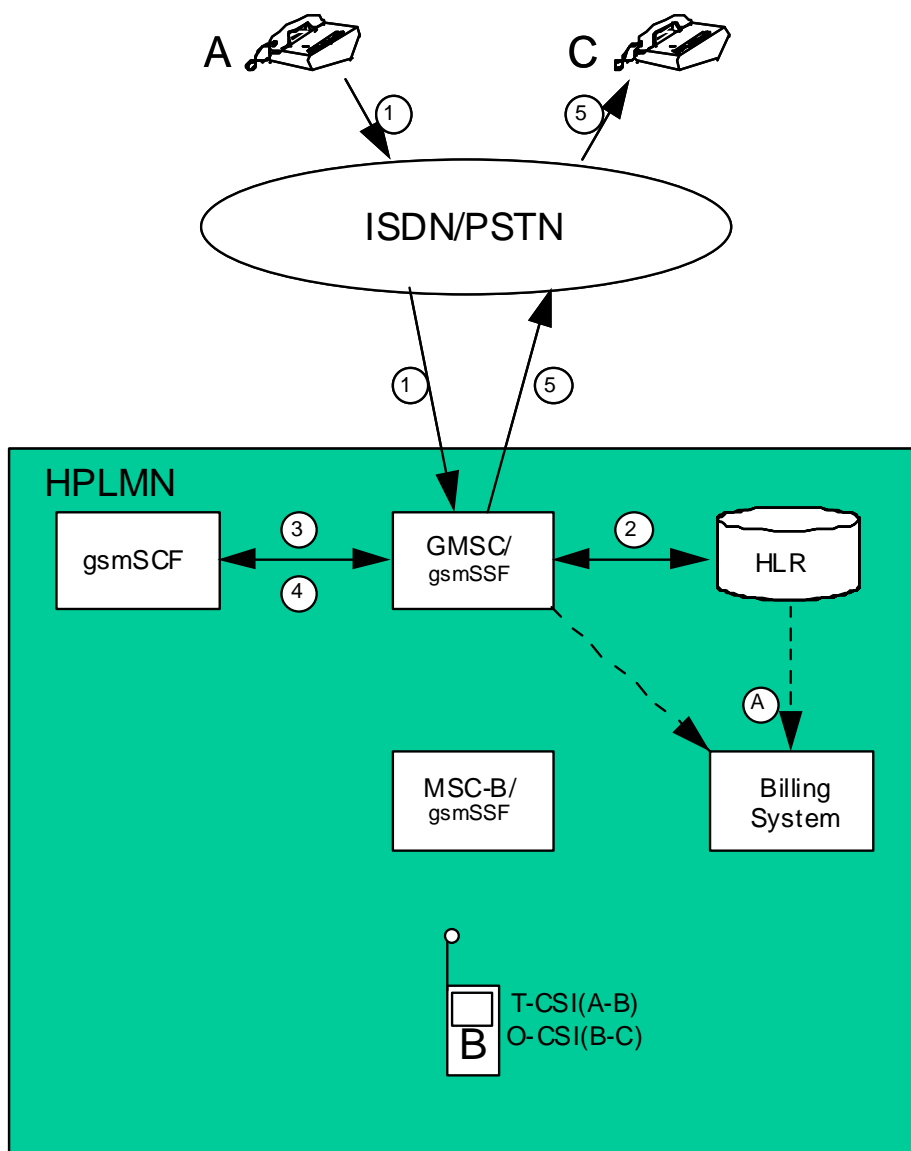 A
C
1
5
ISDN/PSTN
1
5
HPLMN
gsmSCF
3
4
GMSC/
gsmSSF
2
HLR
A
MSC-B/
gsmSSF
Billing
System
B
T-CSI(A-B)
O-CSI(B-C)